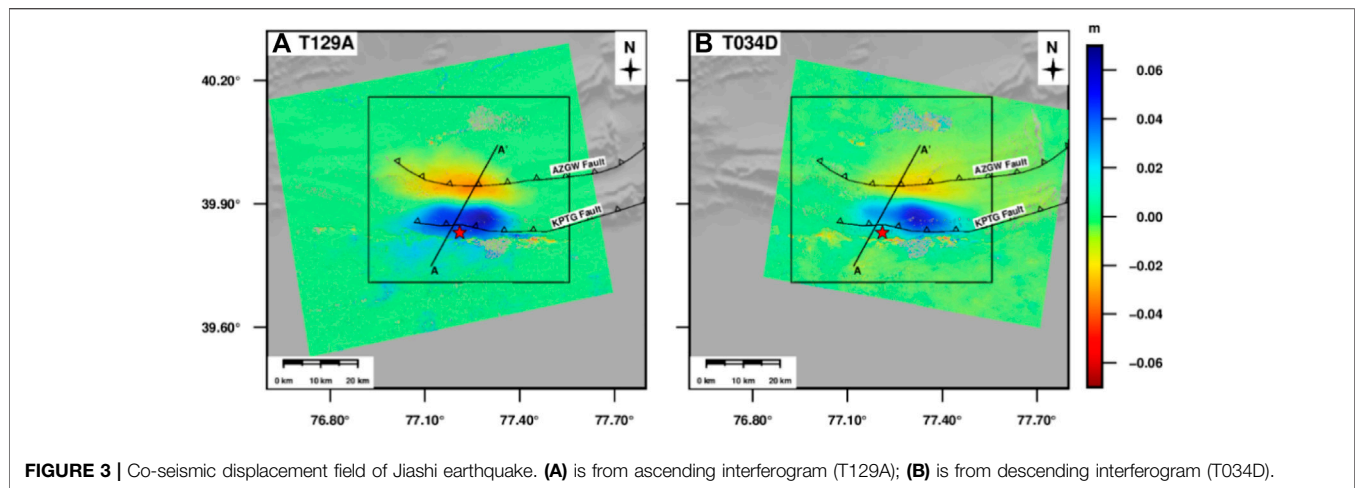 A T129A
N
40.20°
39.90°
39.60°
A'
AZGW Fault
KPTG Fault
A
0 km 10 km 20 km
76.80° 77.10° 77.40° 77.70°
B T034D
N
A'
AZGW Fault
KPTG Fault
A
0 km 10 km 20 km
76.80° 77.10° 77.40° 77.70°
m
0.06
0.04
0.02
0.00
−0.02
−0.04
−0.06
FIGURE 3 | Co-seismic displacement field of Jiashi earthquake. (A) is from ascending interferogram (T129A); (B) is from descending interferogram (T034D).